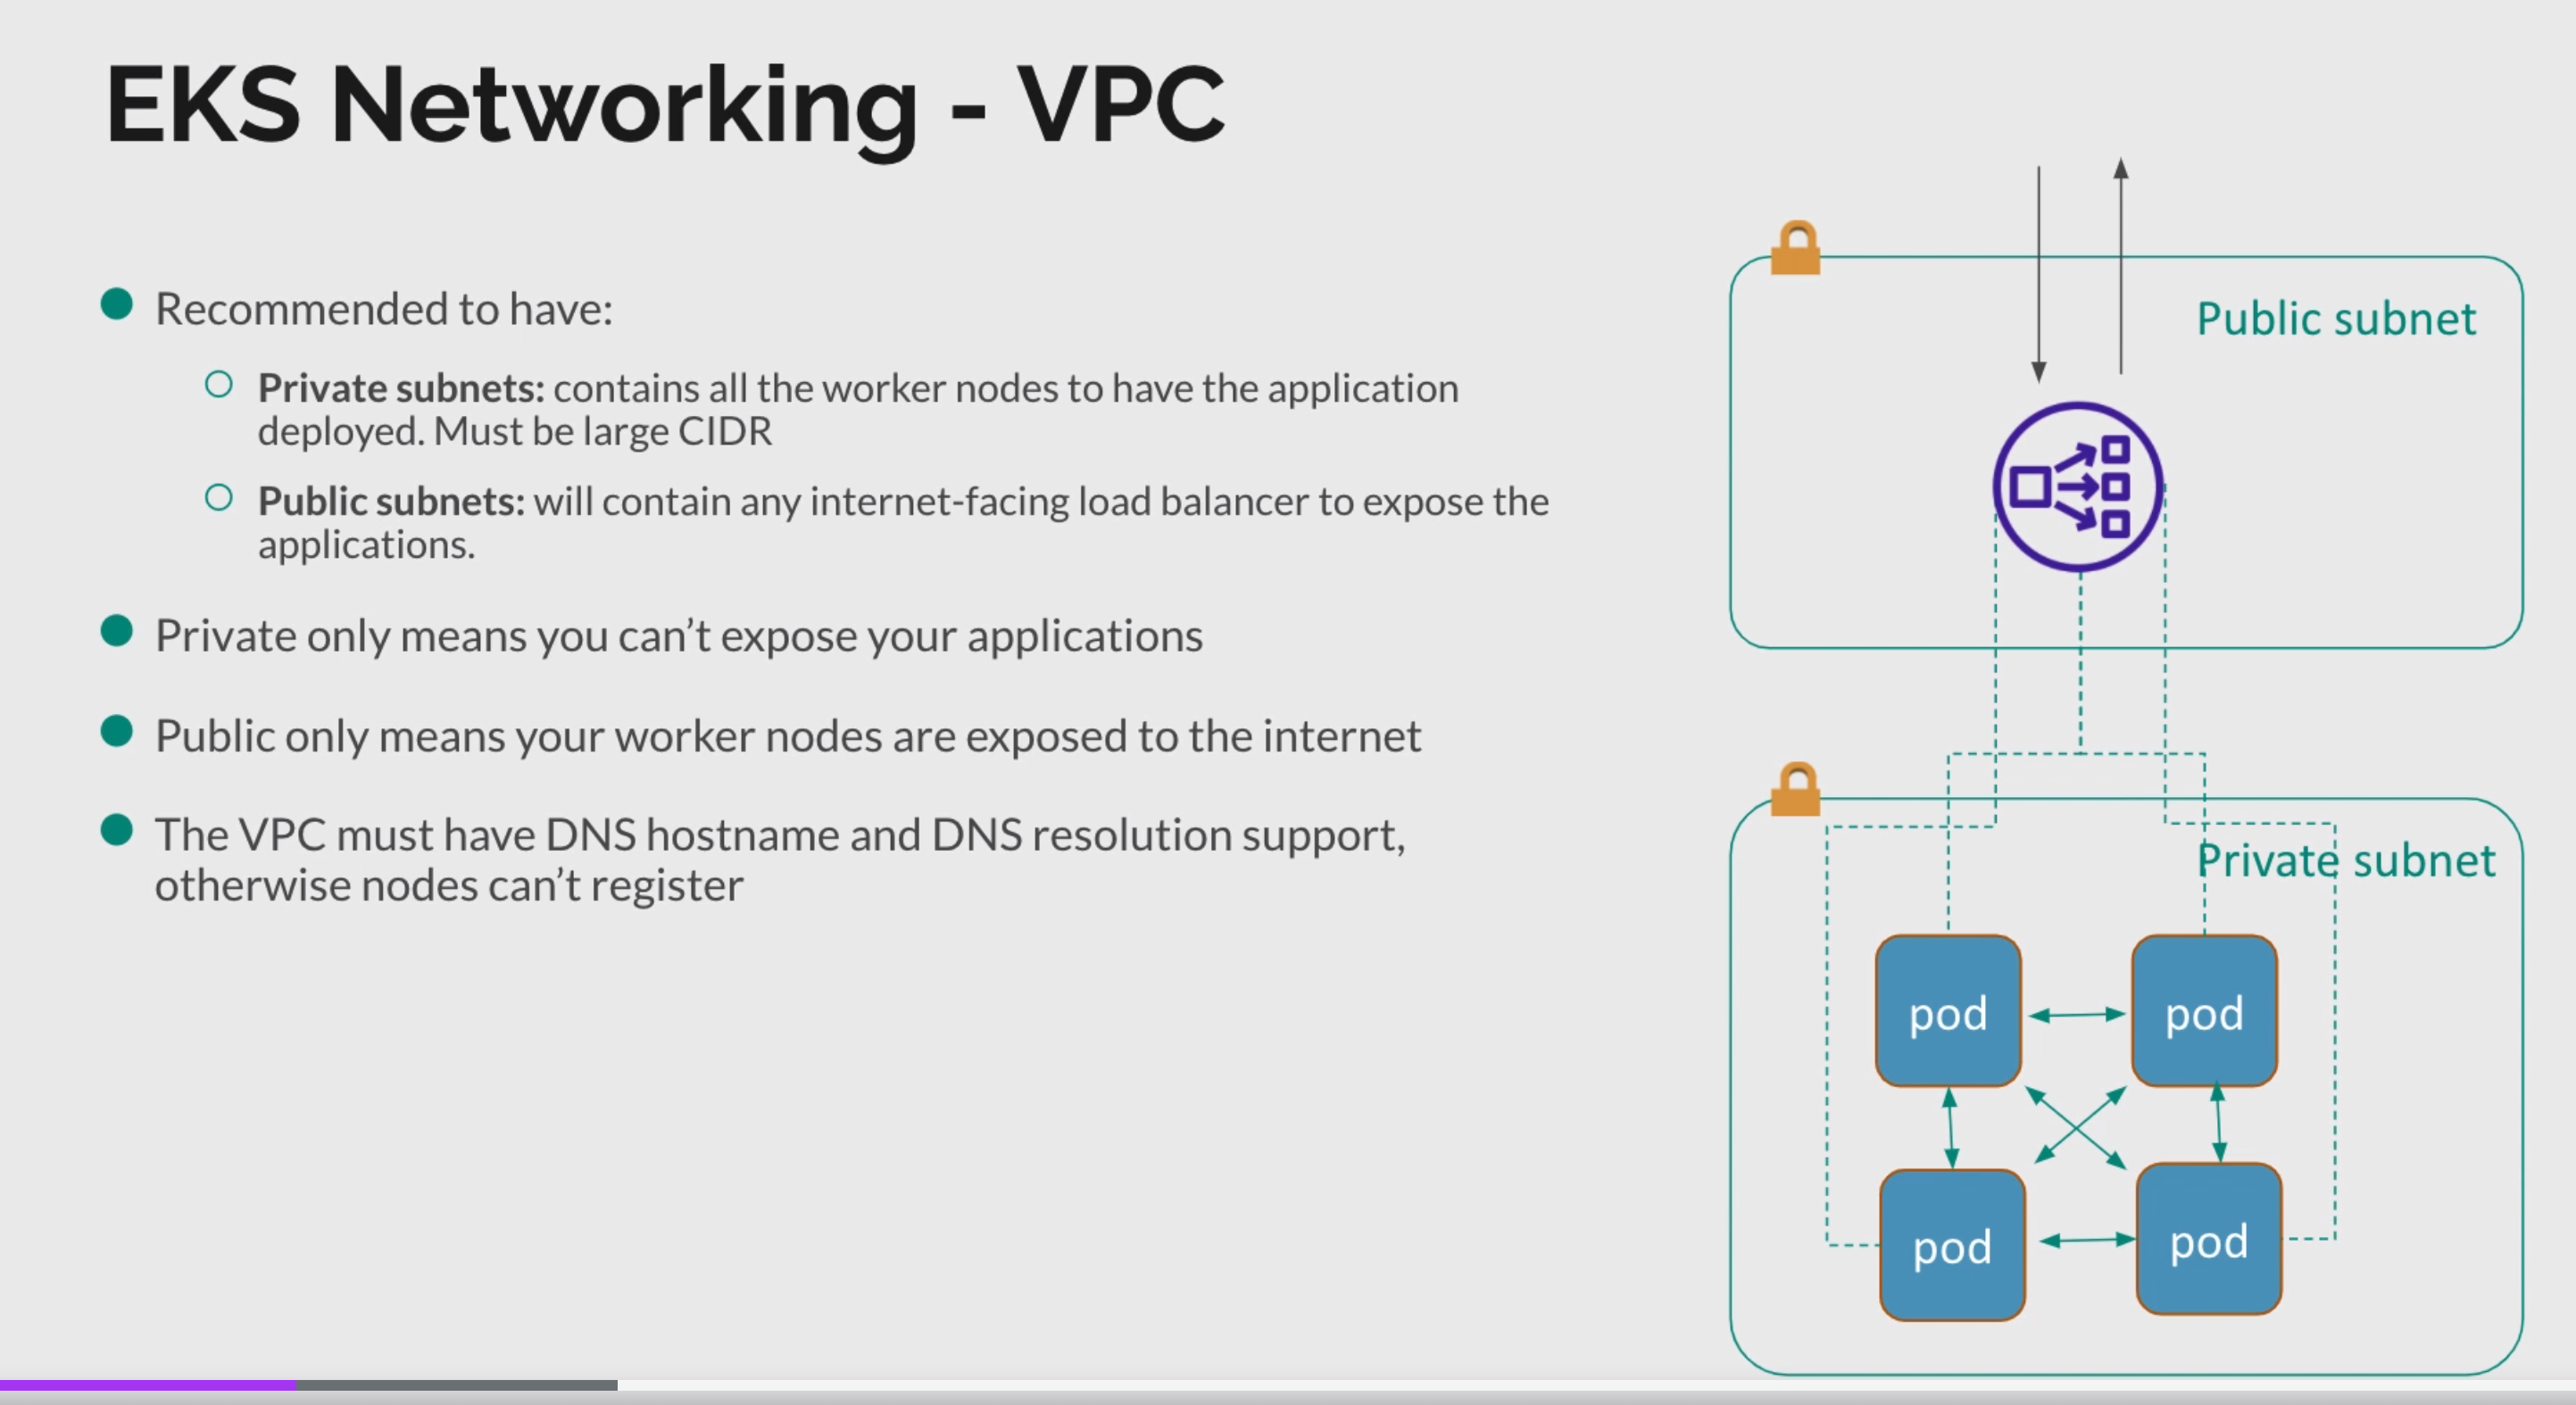 EKS Networking - VPC
Recommended to have:
Private subnets: contains all the worker nodes to have the application
deployed. Must be large CIDR
Public subnets: will contain any internet-facing load balancer to expose the
applications.
Private only means you can’t expose your applications
Public only means your worker nodes are exposed to the internet
The VPC must have DNS hostname and DNS resolution support,
otherwise nodes can’t register
Public subnet
Private subnet
pod
pod
pod
pod